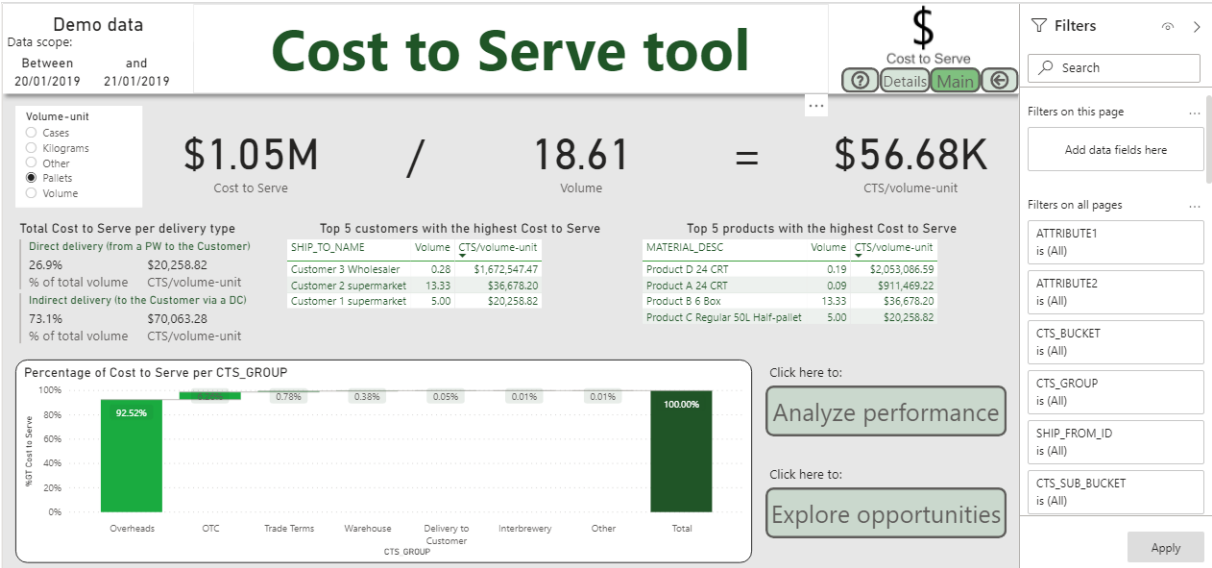 Demo data
Data scope:
Between and
20/01/2019 21/01/2019
Cost to Serve tool
$
Cost to Serve
? Details Main
Volume-unit
Cases
Kilograms
Other
Pallets
Volume
$1.05M / 18.61 = $56.68K
Cost to Serve Volume CTS/volume-unit
Total Cost to Serve per delivery type
Direct delivery (from a PW to the Customer)
26.9% $20,258.82
% of total volume CTS/volume-unit
Indirect delivery (to the Customer via a DC)
73.1% $70,063.28
% of total volume CTS/volume-unit
Top 5 customers with the highest Cost to Serve
SHIP_TO_NAME Volume CTS/volume-unit
Customer 3 Wholesaler 0.28 $1,672,547.47
Customer 2 supermarket 13.33 $36,678.20
Customer 1 supermarket 5.00 $20,258.82
Top 5 products with the highest Cost to Serve
MATERIAL_DESC Volume CTS/volume-unit
Product D 24 CRT 0.19 $2,053,086.59
Product A 24 CRT 0.09 $911,469.22
Product B 6 Box 13.33 $36,678.20
Product C Regular 50L Half-pallet 5.00 $20,258.82
Percentage of Cost to Serve per CTS_GROUP
%GT Cost to Serve
100%
80%
60%
40%
20%
0%
92.52% 0.78% 0.38% 0.05% 0.01% 0.01% 100.00%
Overheads OTC Trade Terms Warehouse Delivery to Customer Interbrewery Other Total
CTS_GROUP
Click here to:
Analyze performance
Click here to:
Explore opportunities
Filters
Search
Filters on this page
Add data fields here
Filters on all pages
ATTRIBUTE1
is (All)
ATTRIBUTE2
is (All)
CTS_BUCKET
is (All)
CTS_GROUP
is (All)
SHIP_FROM_ID
is (All)
CTS_SUB_BUCKET
is (All)
Apply